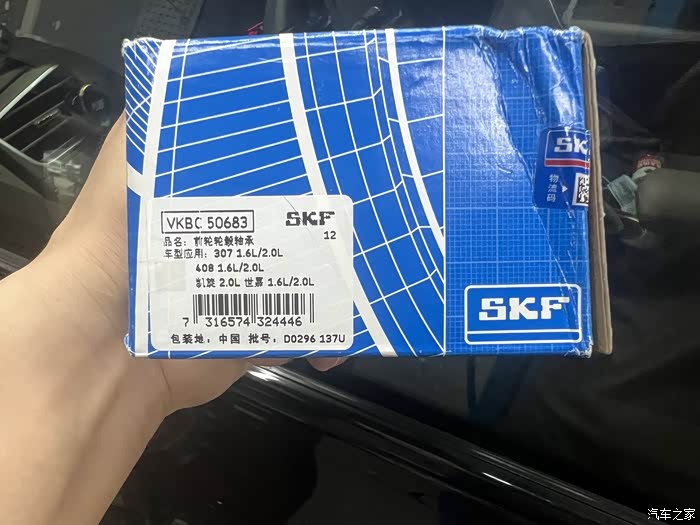 SKF
物流码
VKBC 50683
SKF
12
品名: 前轮轮毂轴承
车型应用: 307 1.6L/2.0L
408 1.6L/2.0L
凯旋 2.0L 世嘉 1.6L/2.0L
7 316574 324446
包装地: 中国 批号: D0296 137U
SKF
汽车之家